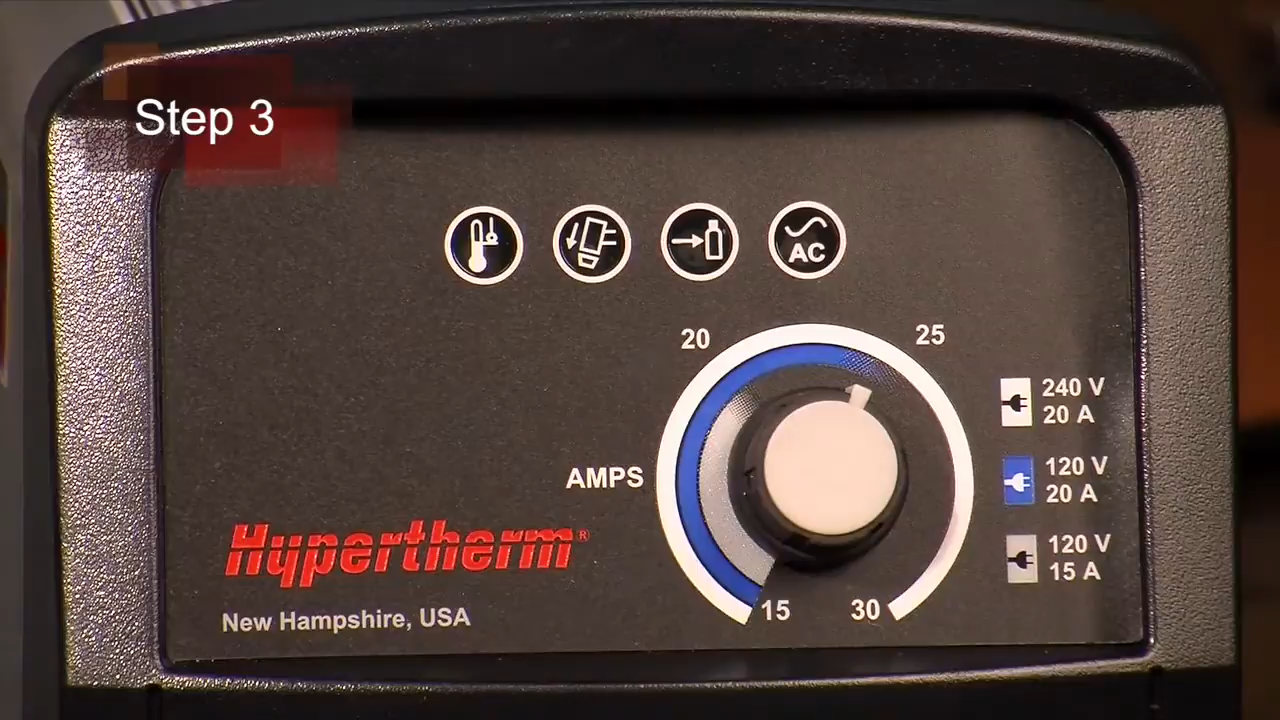 Step 3
AC
20
25
AMPS
15
30
240 V
20 A
120 V
20 A
120 V
15 A
Hypertherm®
New Hampshire, USA